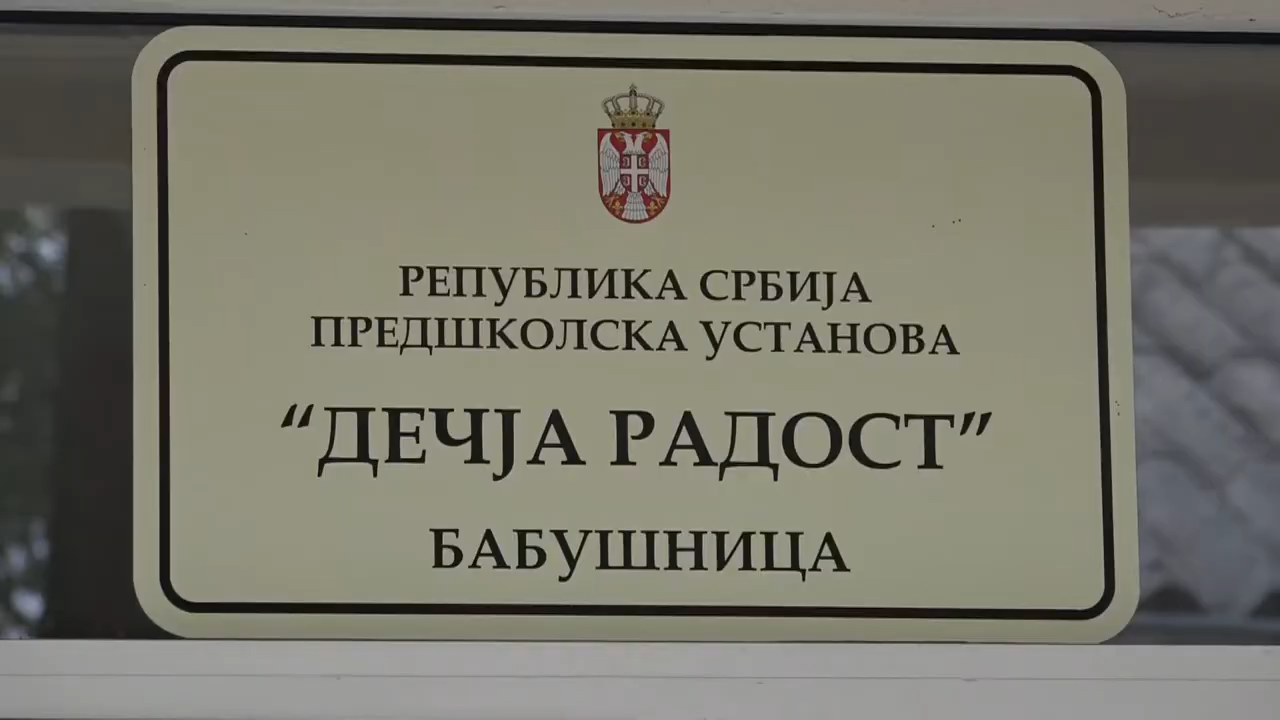 РЕПУБЛИКА СРБИЈА
ПРЕДШКОЛСКА УСТАНОВА
“ДЕЧЈА РАДОСТ”
БАБУШНИЦА